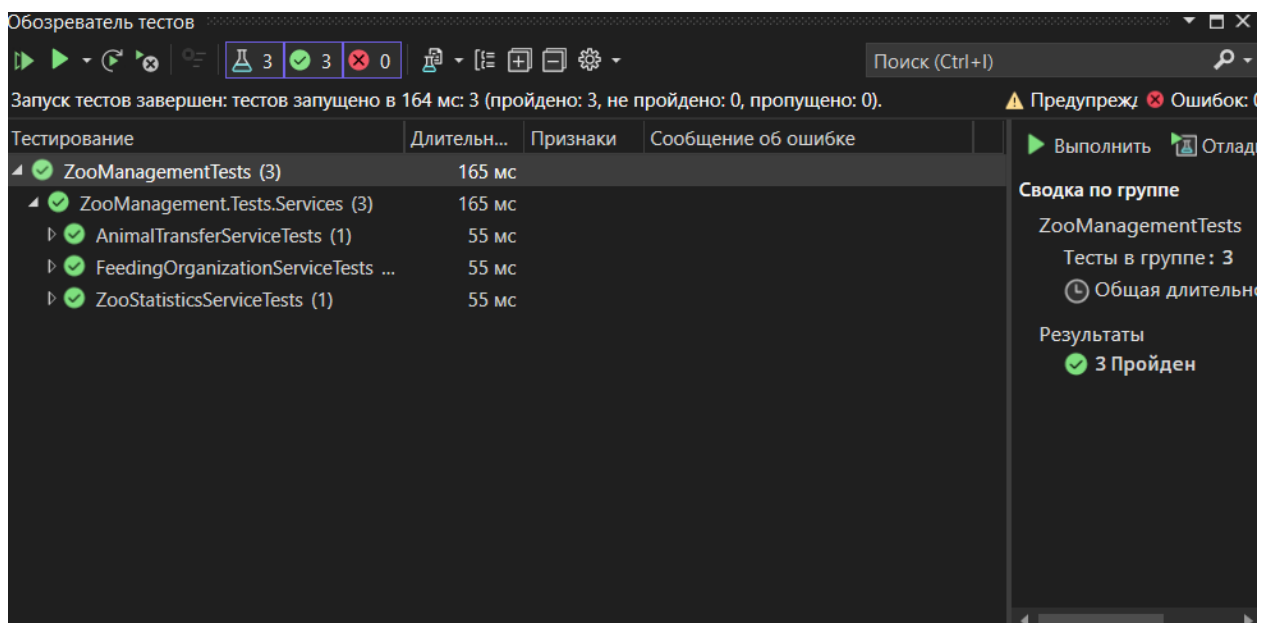 Обозреватель тестов
3 3 0
Поиск (Ctrl+I)
Запуск тестов завершен: тестов запущено в 164 мс: 3 (пройдено: 3, не пройдено: 0, пропущено: 0).
Предупреж Ошибок:
Тестирование Длительн... Признаки Сообщение об ошибке
ZooManagementTests (3) 165 мс
ZooManagement.Tests.Services (3) 165 мс
AnimalTransferServiceTests (1) 55 мс
FeedingOrganizationServiceTests ... 55 мс
ZooStatisticsServiceTests (1) 55 мс
Выполнить Отлад
Сводка по группе
ZooManagementTests
Тесты в группе: 3
Общая длительн
Результаты
3 Пройден